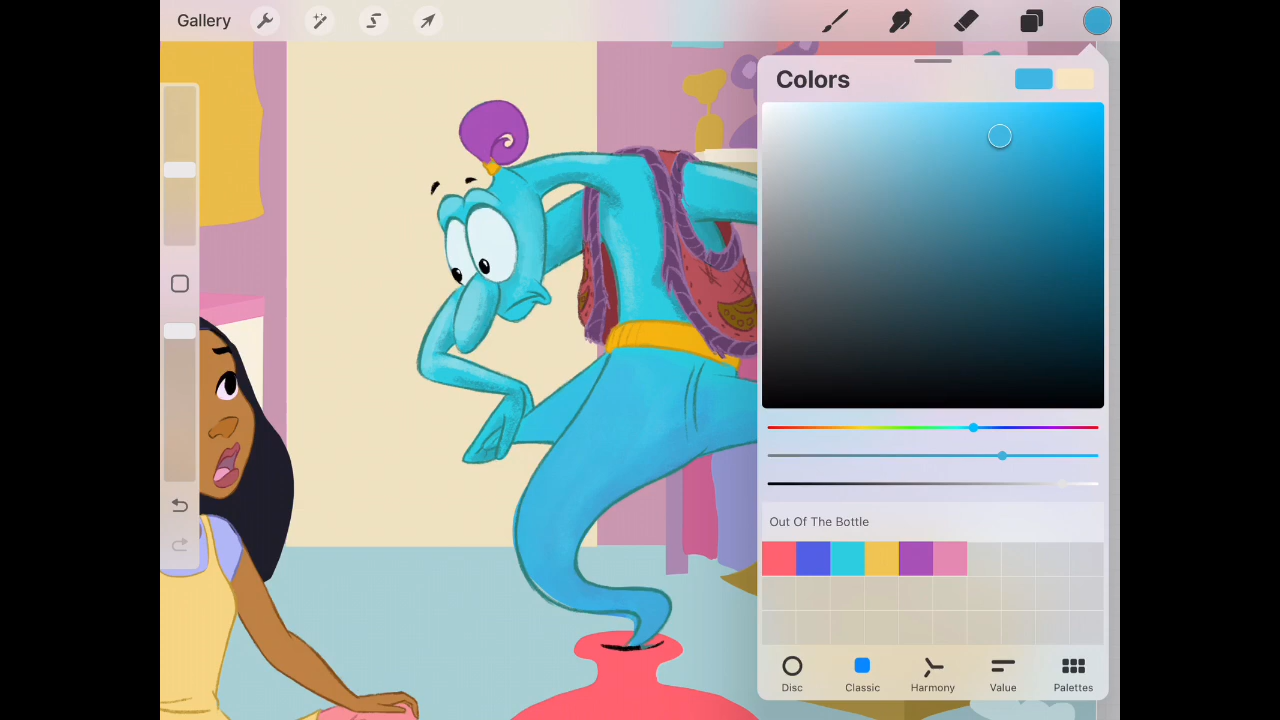 Gallery
Colors
Out Of The Bottle
Disc
Classic
Harmony
Value
Palettes